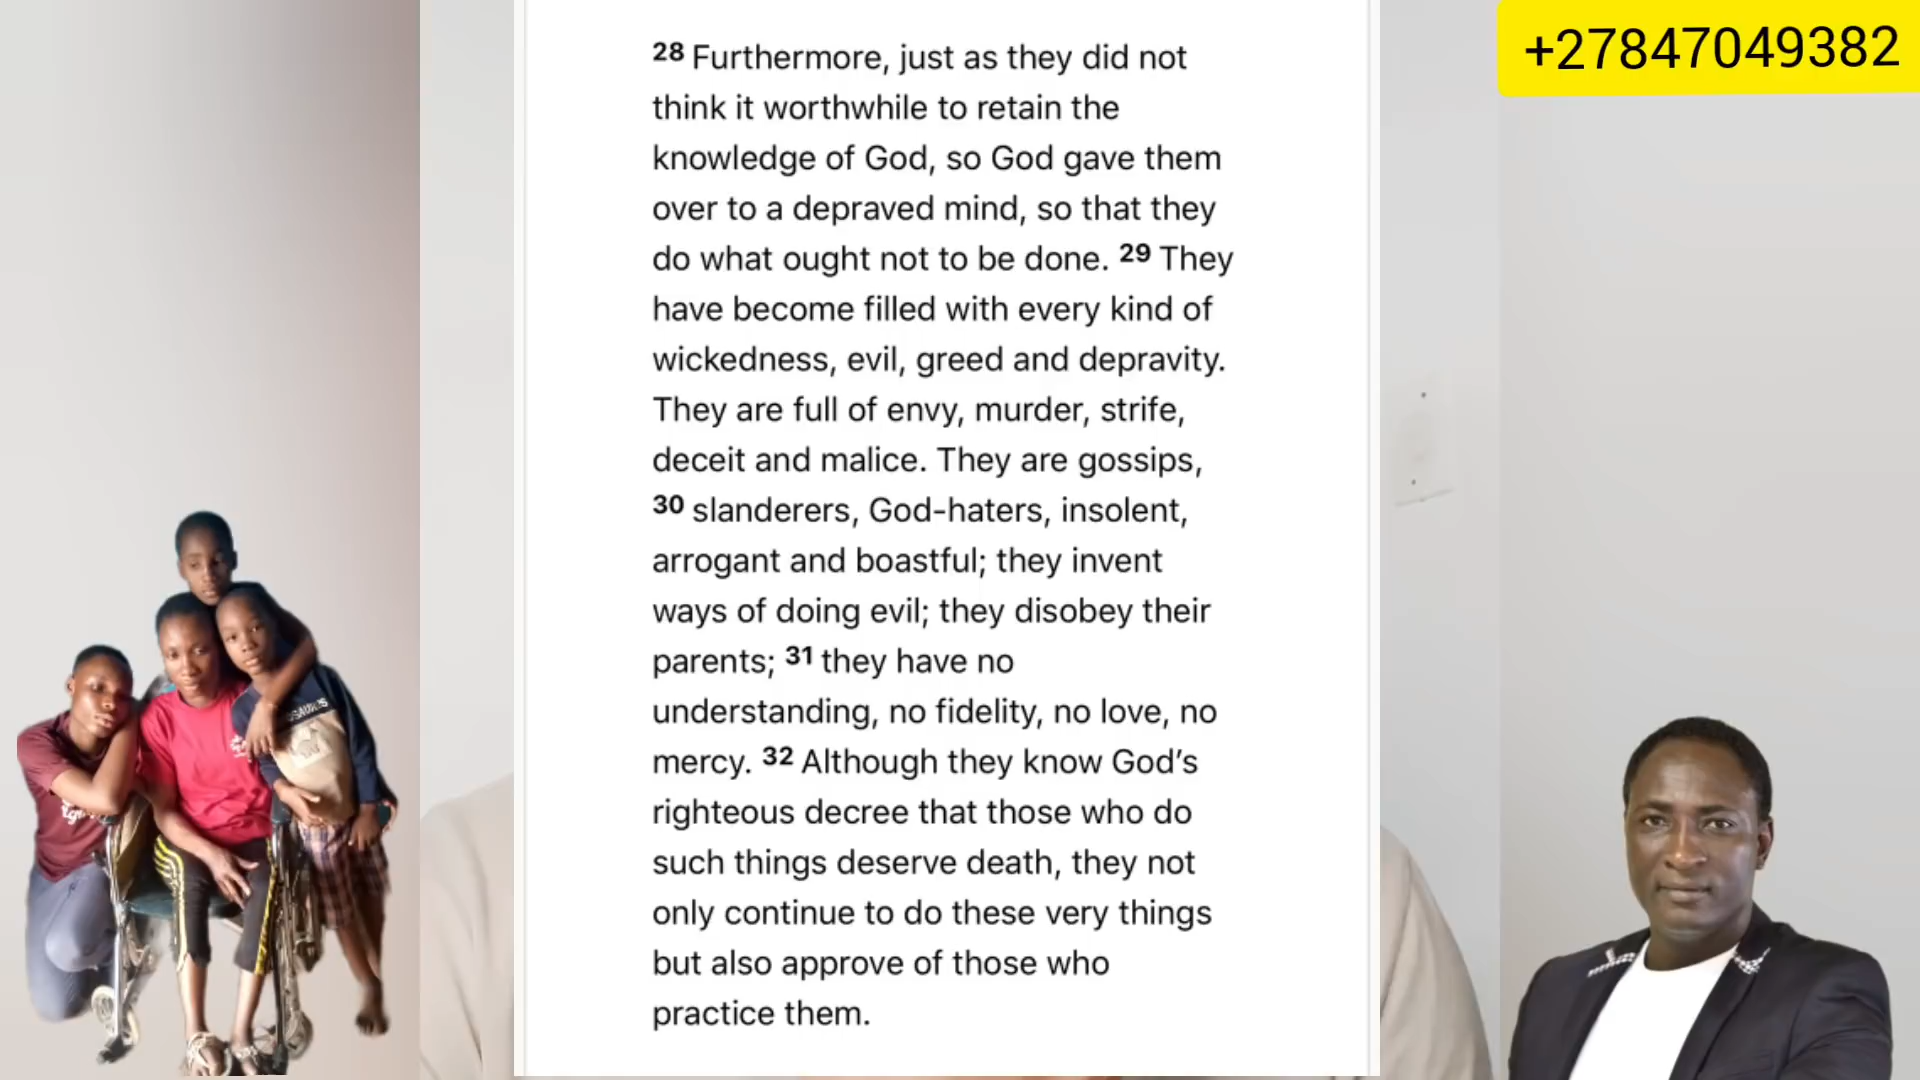 +27847049382
28 Furthermore, just as they did not
think it worthwhile to retain the
knowledge of God, so God gave them
over to a depraved mind, so that they
do what ought not to be done. 29 They
have become filled with every kind of
wickedness, evil, greed and depravity.
They are full of envy, murder, strife,
deceit and malice. They are gossips,
30 slanderers, God-haters, insolent,
arrogant and boastful; they invent
ways of doing evil; they disobey their
parents; 31 they have no
understanding, no fidelity, no love, no
mercy. 32 Although they know God’s
righteous decree that those who do
such things deserve death, they not
only continue to do these very things
but also approve of those who
practice them.